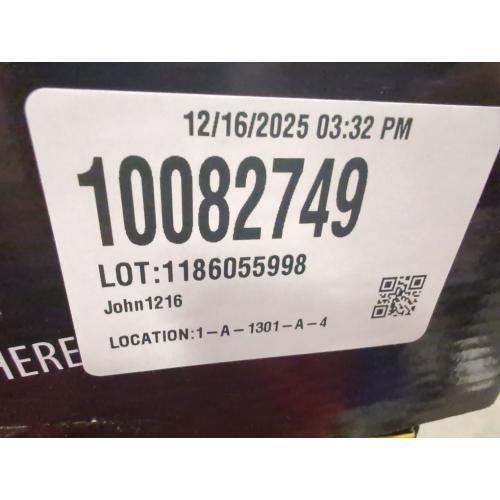 12/16/2025 03:32 PM
10082749
LOT:1186055998
John1216
LOCATION:1-A-1301-A-4
HERE